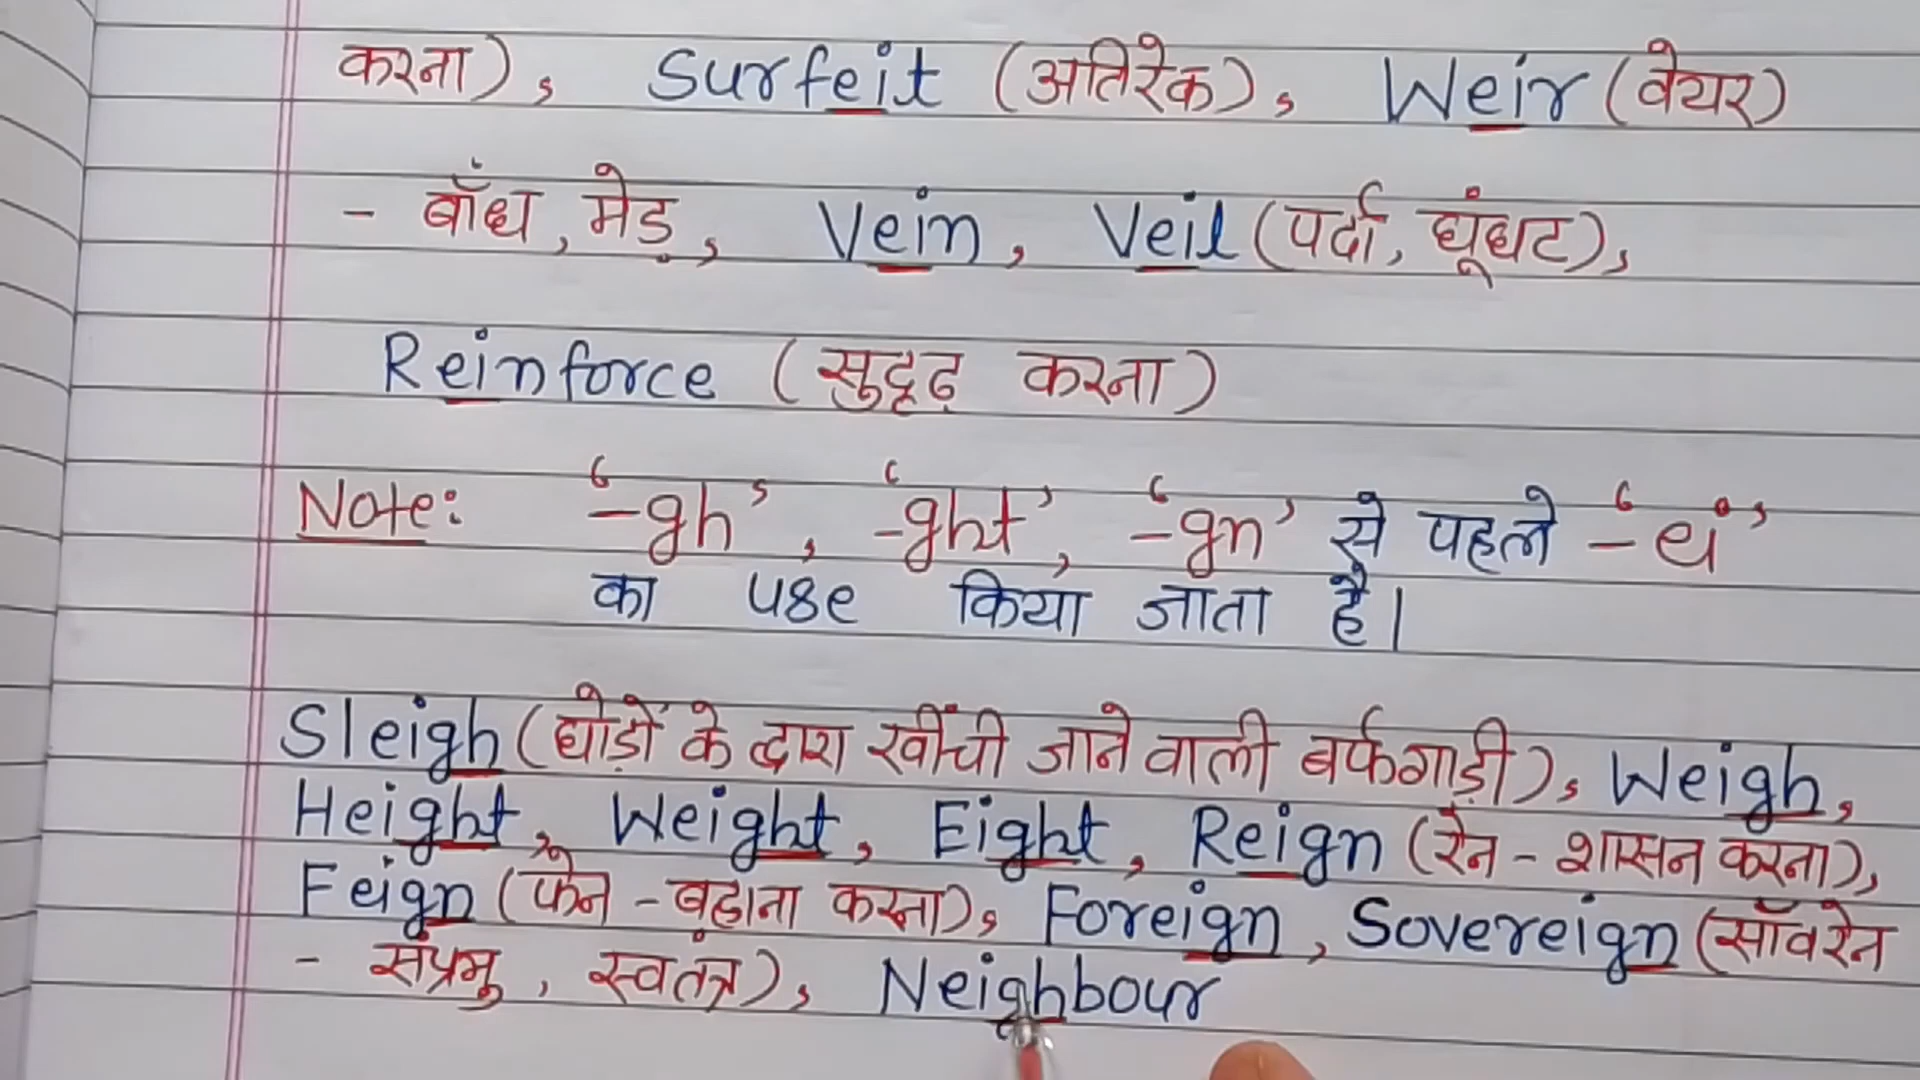 करना), Surfeit (अतिरेक), Weir (वेयर)
- बाँध, मेड़, Vein, Veil (पर्दा, घूंघट),
Reinforce (सुदृढ़ करना)
Note: ‘-gh’, ‘-ght’, ‘-gn’ से पहले ‘-ei’
का use किया जाता है।
Sleigh (घोड़ों के द्वारा खींची जाने वाली बर्फगाड़ी), Weigh,
Height, Weight, Eight, Reign (रेन - शासन करना),
Feign (फेन - बहाना करना), Foreign, Sovereign (सॉवरेन
- संप्रभु, स्वतंत्र), Neighbour